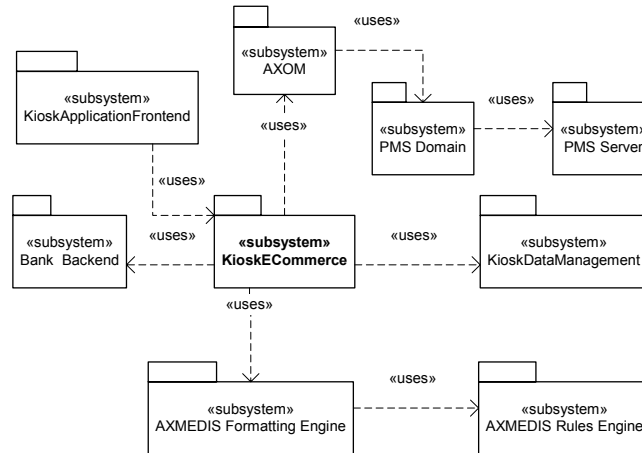 «uses»
«subsystem»
AXOM
«subsystem»
KioskApplicationFrontend
«uses»
«subsystem»
PMS Domain
«subsystem»
PMS Server
«uses»
«uses»
«subsystem»
Bank Backend
«uses»
«subsystem»
KioskECommerce
«uses»
«subsystem»
KioskDataManagement
«uses»
«subsystem»
AXMEDIS Formatting Engine
«uses»
«subsystem»
AXMEDIS Rules Engine